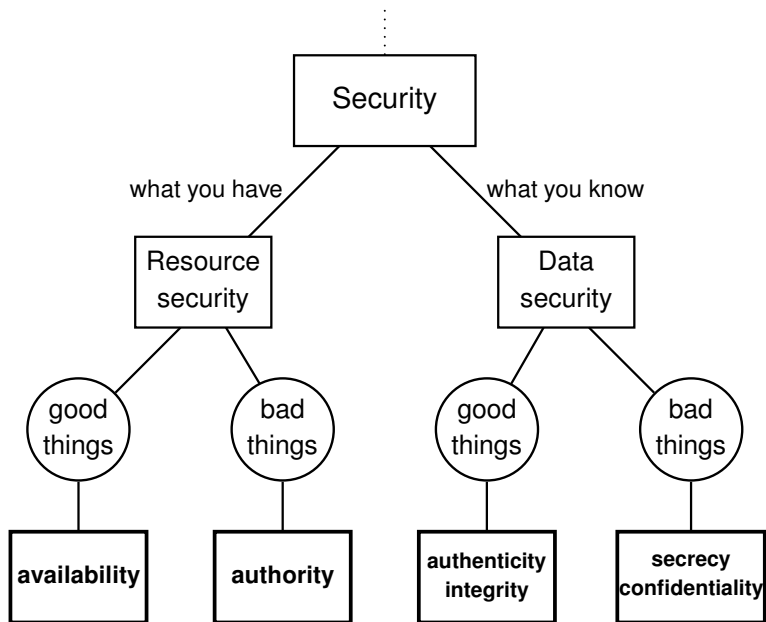 Security
what you have
what you know
Resource
security
Data
security
good
things
bad
things
good
things
bad
things
availability
authority
authenticity
integrity
secrecy
confidentiality